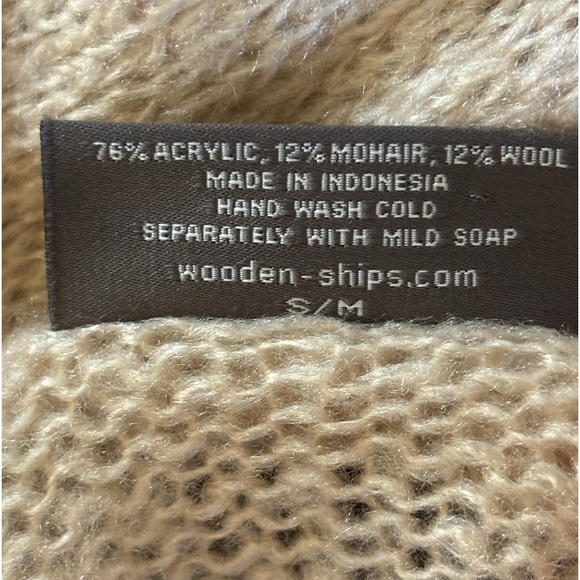 76% ACRYLIC, 12% MOHAIR, 12% WOOL
MADE IN INDONESIA
HAND WASH COLD
SEPARATELY WITH MILD SOAP
wooden-ships.com
S/M